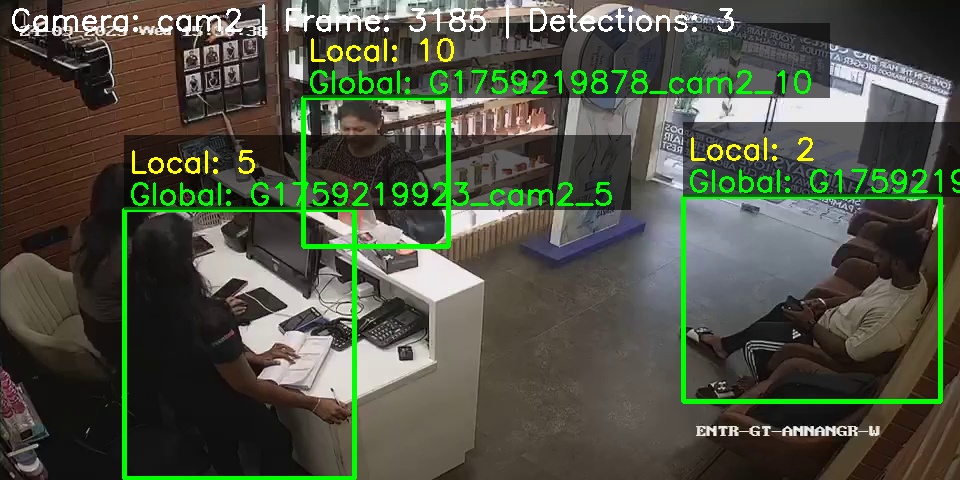 Camera: cam2 | Frame: 3185 | Detections: 3
Local: 10
Global: G1759219878_cam2_10
Local: 5
Global: G1759219923_cam2_5
Local: 2
Global: G1759219
ENTR-GT-ANNANGR-W